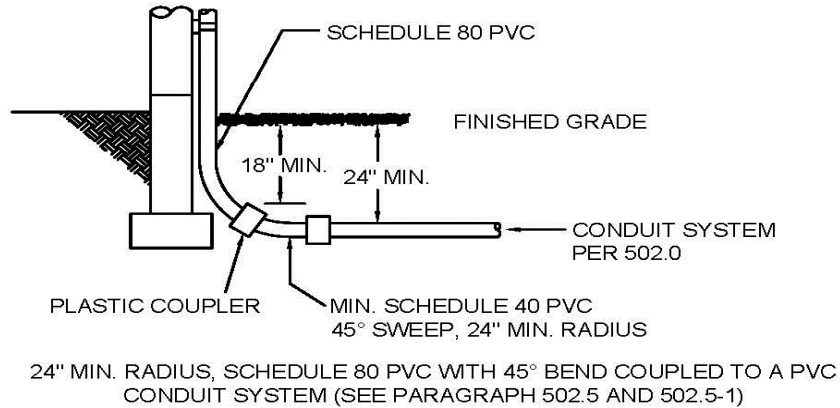 SCHEDULE 80 PVC
FINISHED GRADE
18" MIN.
24" MIN.
CONDUIT SYSTEM
PER 502.0
PLASTIC COUPLER
MIN. SCHEDULE 40 PVC
45° SWEEP, 24" MIN. RADIUS
24" MIN. RADIUS, SCHEDULE 80 PVC WITH 45° BEND COUPLED TO A PVC
CONDUIT SYSTEM (SEE PARAGRAPH 502.5 AND 502.5-1)